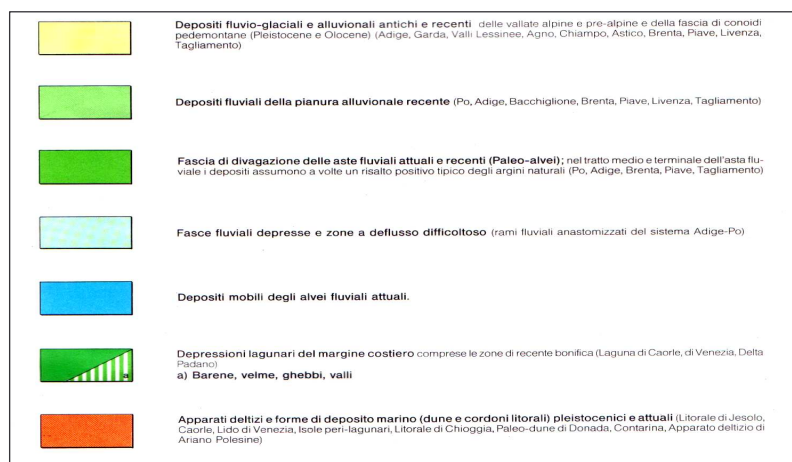 Depositi fluvio-glaciali e alluvionali antichi e recenti delle vallate alpine e pre-alpine e della fascia di conoidi
pedemontane (Pleistocene e Olocene) (Adige, Garda, Valli Lessinee, Agno, Chiampo, Astico, Brenta, Piave, Livenza,
Tagliamento)
Depositi fluviali della pianura alluvionale recente (Po, Adige, Bacchiglione, Brenta, Piave, Livenza, Tagliamento)
Fascia di divagazione delle aste fluviali attuali e recenti (Paleo-alvei); nel tratto medio e terminale dell'asta flu-
viale i depositi assumono a volte un risalto positivo tipico degli argini naturali (Po, Adige, Brenta, Piave, Tagliamento)
Fasce fluviali depresse e zone a deflusso difficoltoso (rami fluviali anastomizzati del sistema Adige-Po)
Depositi mobili degli alvei fluviali attuali.
Depressioni lagunari del margine costiero comprese le zone di recente bonifica (Laguna di Caorle, di Venezia, Delta
Padano)
a
a) Barene, velme, ghebbi, valli
Apparati deltizi e forme di deposito marino (dune e cordoni litorali) pleistocenici e attuali (Litorale di Jesolo,
Caorle, Lido di Venezia, Isole peri-lagunari, Litorale di Chioggia, Paleo-dune di Donada, Contarina, Apparato deltizio di
Ariano Polesine)